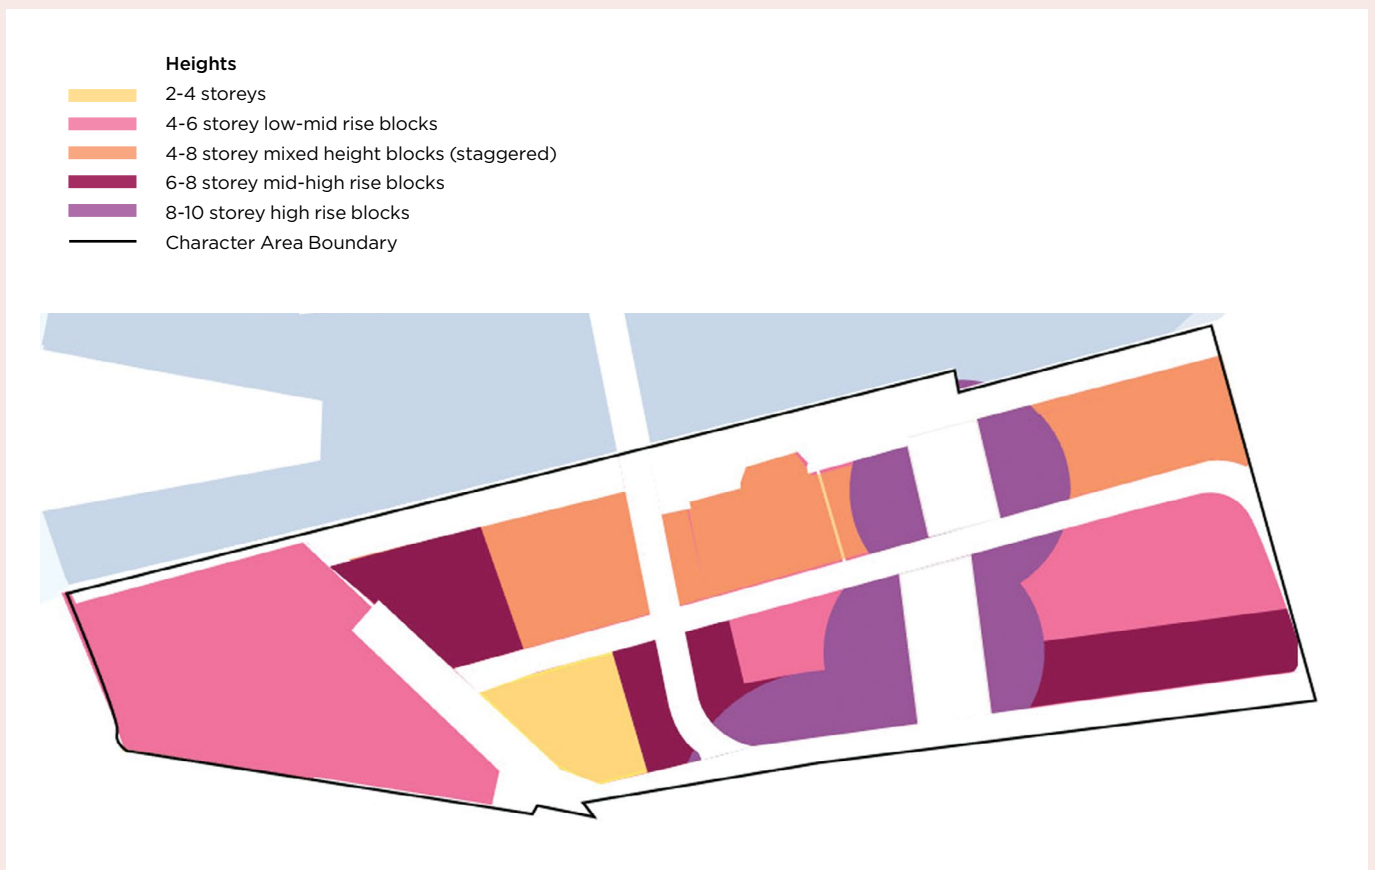 Heights
2-4 storeys
4-6 storey low-mid rise blocks
4-8 storey mixed height blocks (staggered)
6-8 storey mid-high rise blocks
8-10 storey high rise blocks
Character Area Boundary